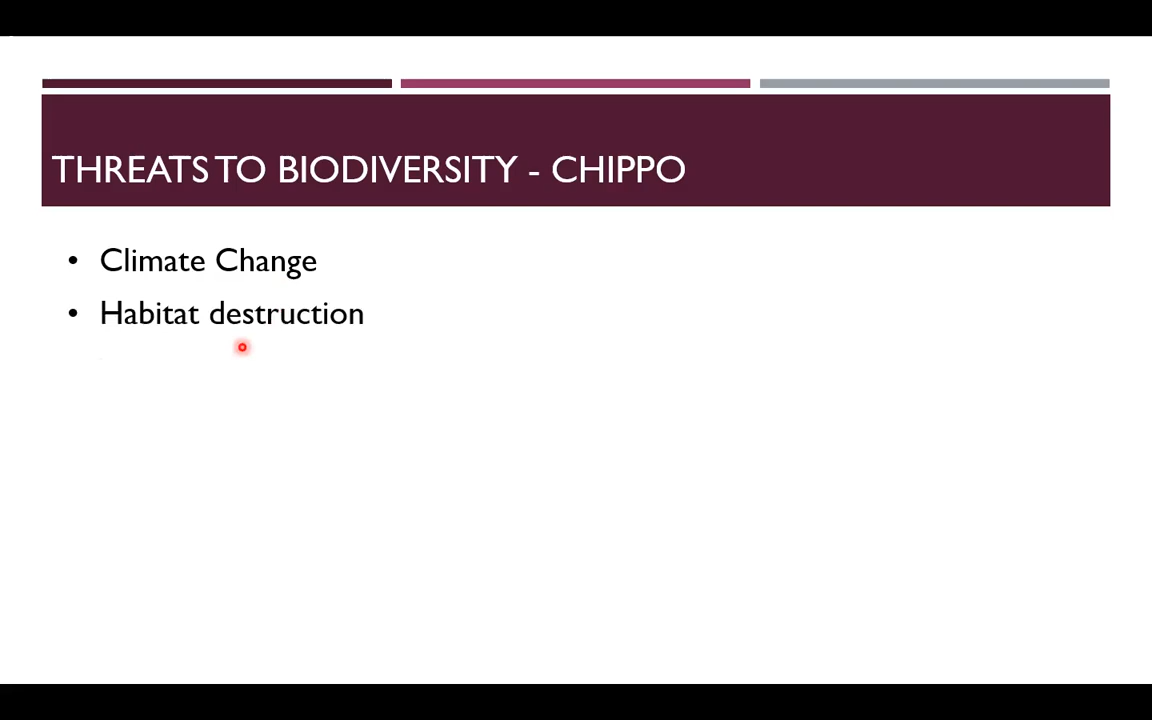 THREATS TO BIODIVERSITY - CHIPPO
• Climate Change
• Habitat destruction